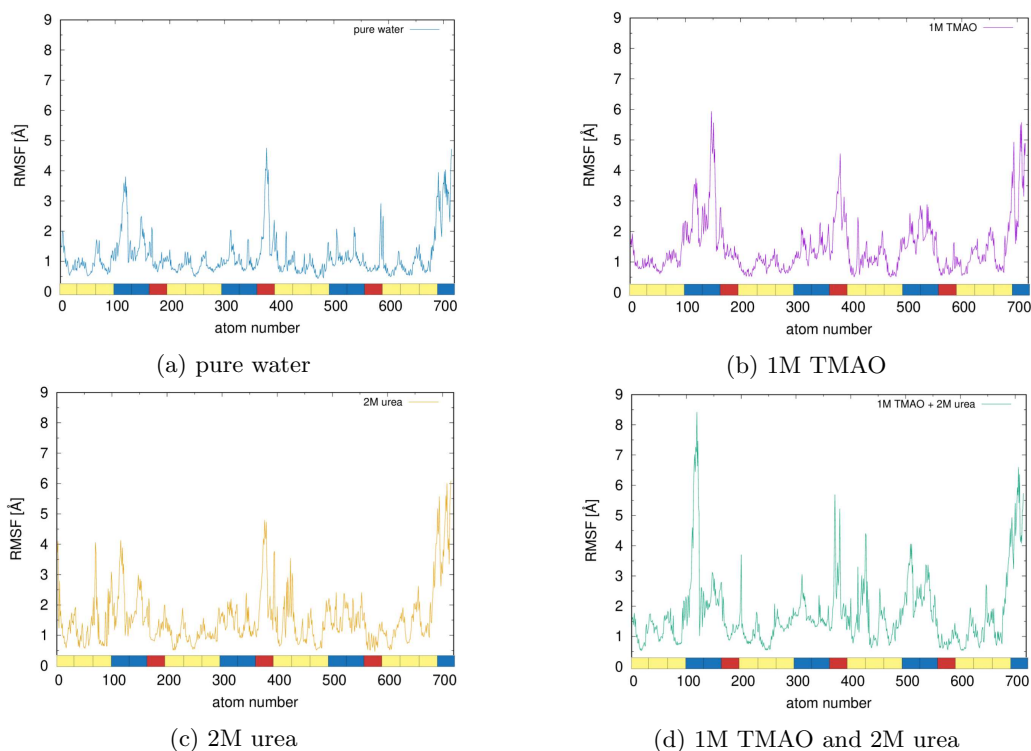 9
8
7
6
5
4
3
2
1
0
RMSF [Å]
pure water
0 100 200 300 400 500 600 700
atom number
(a) pure water
9
8
7
6
5
4
3
2
1
0
RMSF [Å]
1M TMAO
0 100 200 300 400 500 600 700
atom number
(b) 1M TMAO
9
8
7
6
5
4
3
2
1
0
RMSF [Å]
2M urea
0 100 200 300 400 500 600 700
atom number
(c) 2M urea
9
8
7
6
5
4
3
2
1
0
RMSF [Å]
1M TMAO + 2M urea
0 100 200 300 400 500 600 700
atom number
(d) 1M TMAO and 2M urea